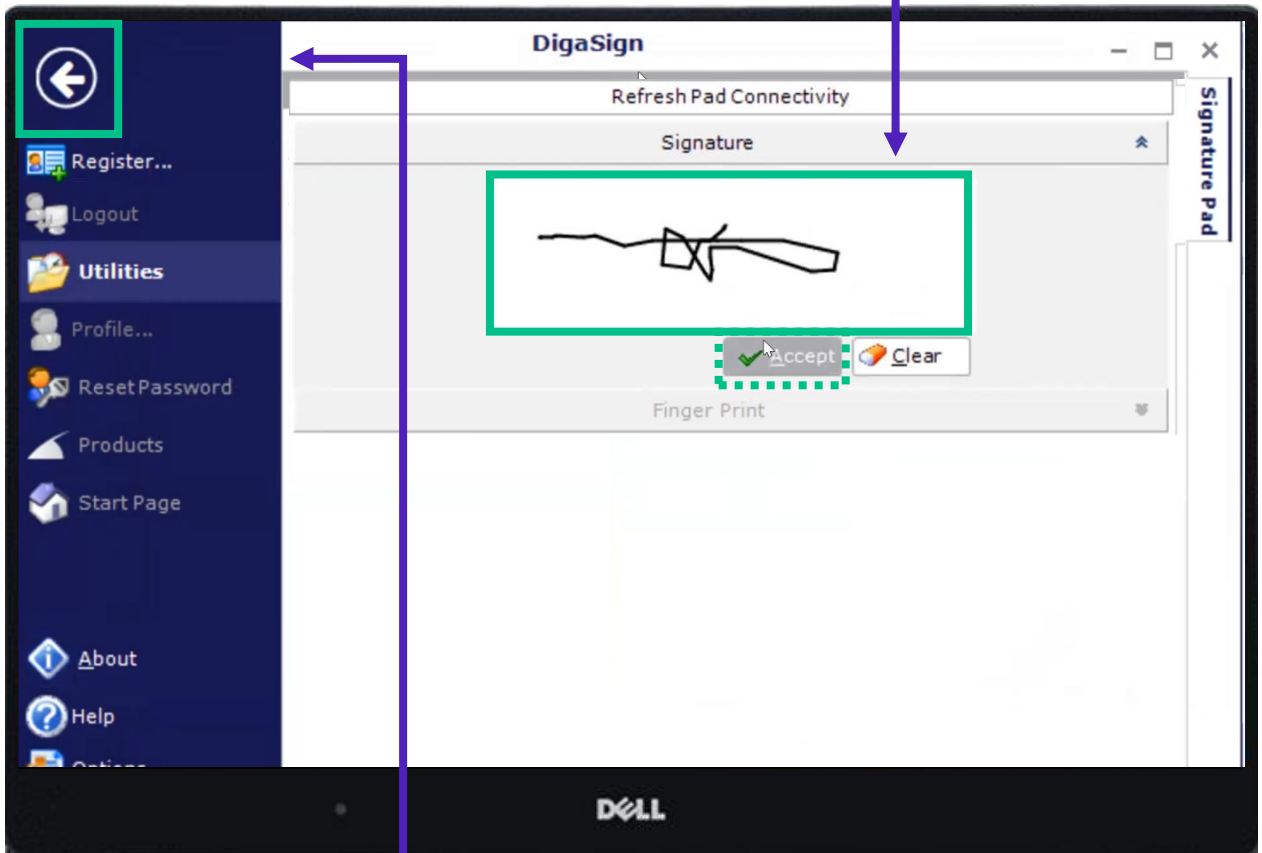 DigaSign
Refresh Pad Connectivity
Signature
Accept
Clear
Finger Print
Signature Pad
Register...
Logout
Utilities
Profile...
Reset Password
Products
Start Page
About
Help
Options
DELL